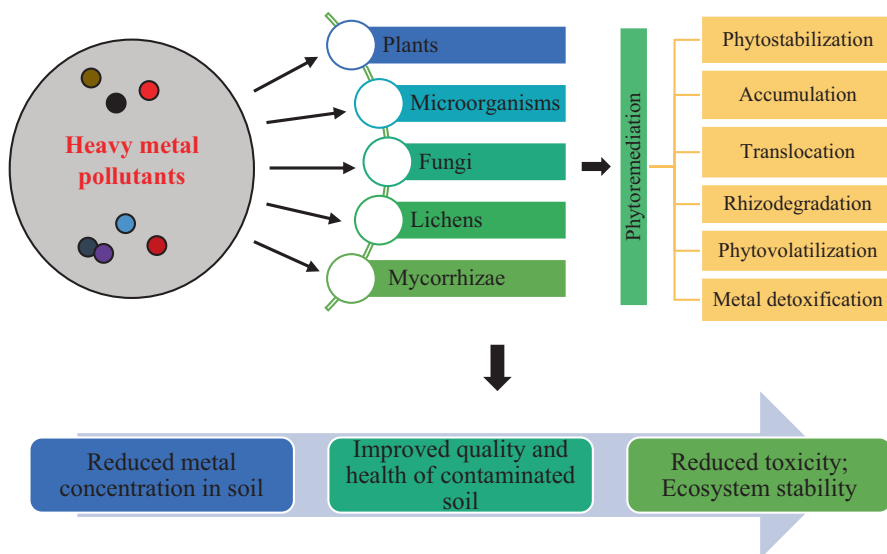 Heavy metal
pollutants
Plants
Microorganisms
Fungi
Lichens
Mycorrhizae
Phytoremediation
Phytostabilization
Accumulation
Translocation
Rhizodegradation
Phytovolatilization
Metal detoxification
Reduced metal
concentration in soil
Improved quality and
health of contaminated
soil
Reduced toxicity;
Ecosystem stability